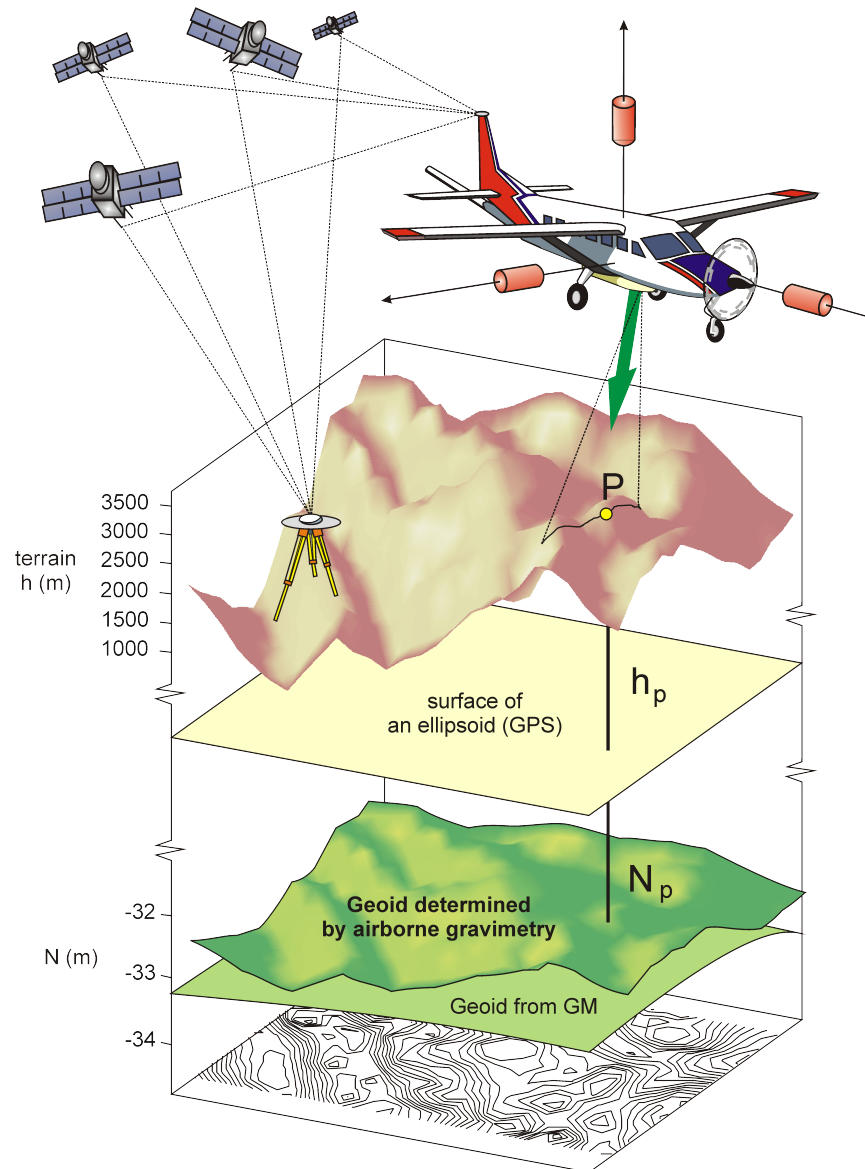 P
3500
3000
terrain
h (m)
2500
2000
1500
1000
h p
surface of
an ellipsoid (GPS)
N p
Geoid determined
by airborne gravimetry
-32
N (m)
-33
Geoid from GM
-34